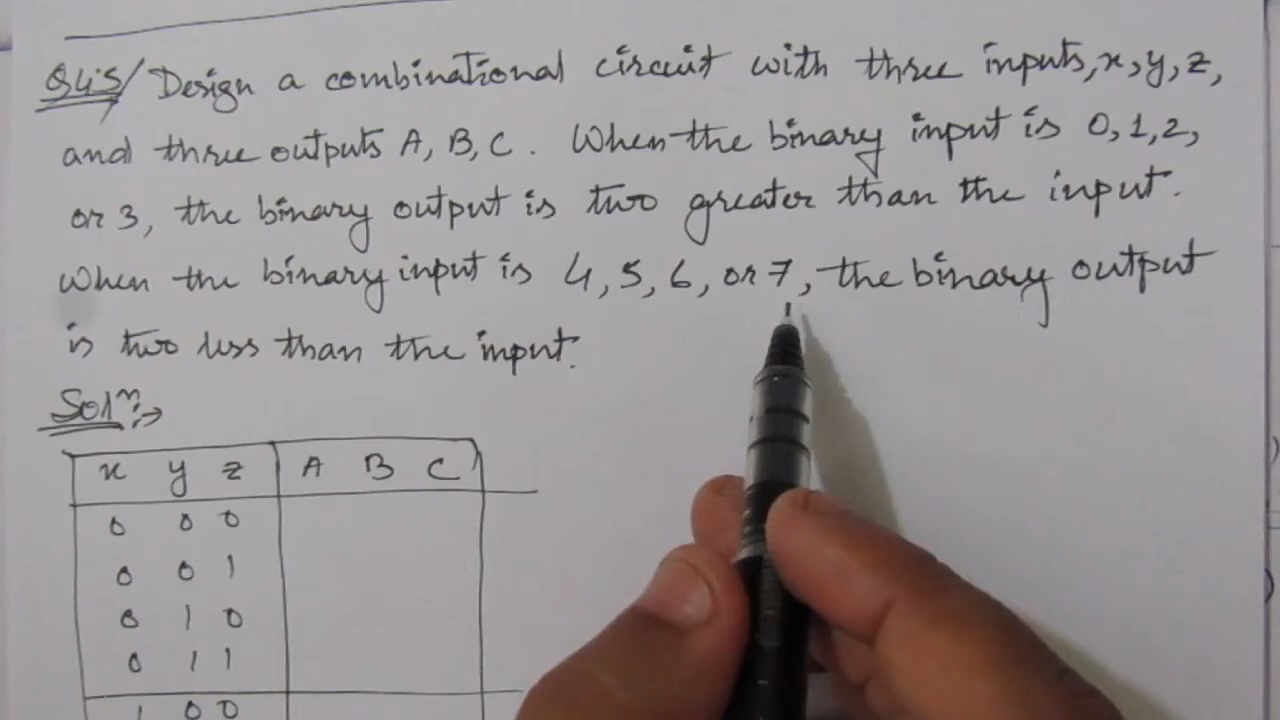 Q4.5/ Design a combinational circuit with three inputs, x, y, z,
and three outputs A, B, C. When the binary input is 0, 1, 2,
or 3, the binary output is two greater than the input.
When the binary input is 4, 5, 6, or 7, the binary output
is two less than the input.
Solⁿ:→
x y z A B C
0 0 0
0 0 1
0 1 0
0 1 1
1 0 0